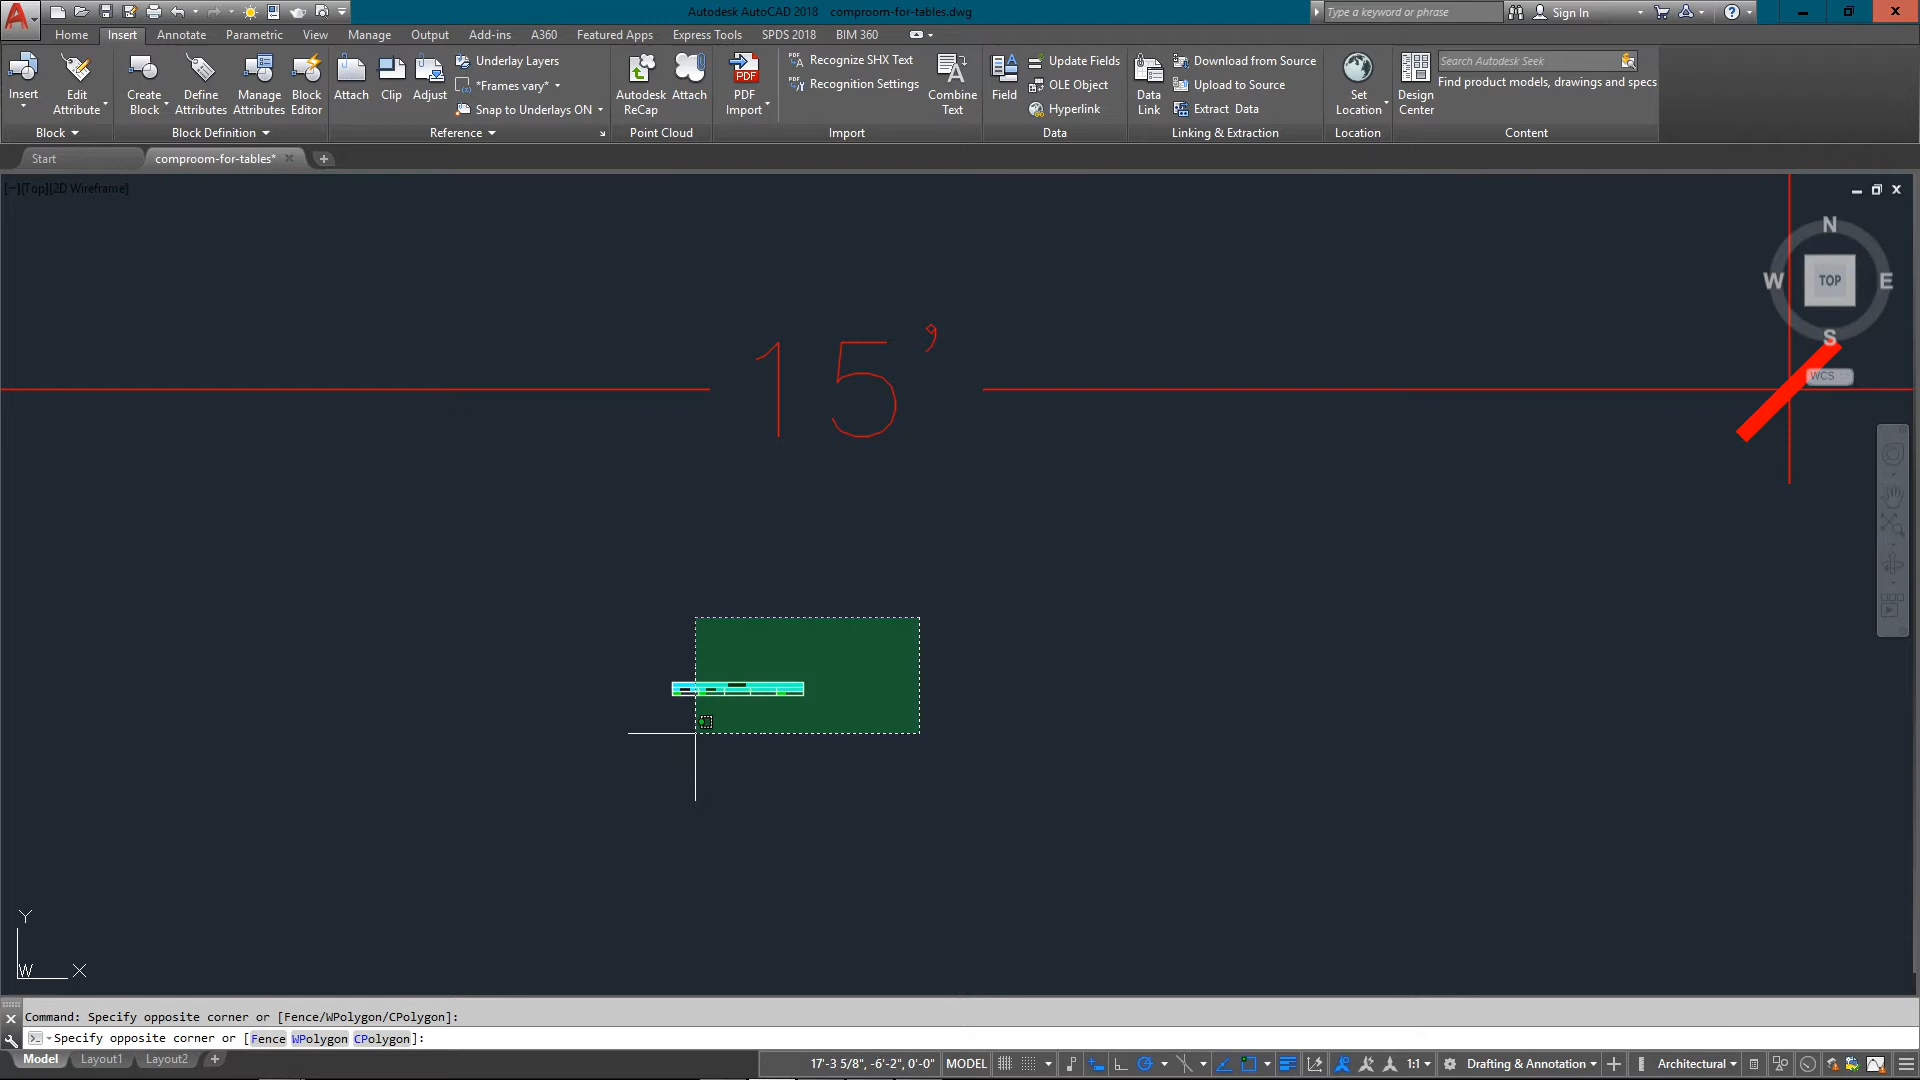 Autodesk AutoCAD 2018 comproom-for-tables.dwg
Type a keyword or phrase
Sign In
Home Insert Annotate Parametric View Manage Output Add-ins A360 Featured Apps Express Tools SPDS 2018 BIM 360
Insert
Edit Attribute
Block
Create Block
Define Attributes
Manage Attributes
Block Editor
Block Definition
Attach
Clip
Adjust
Underlay Layers
*Frames vary*
Snap to Underlays ON
Reference
Autodesk ReCap
Attach
Point Cloud
PDF
PDF Import
Recognize SHX Text
Recognition Settings
Combine Text
Import
Field
Update Fields
OLE Object
Hyperlink
Data
Data Link
Download from Source
Upload to Source
Extract Data
Linking & Extraction
Set Location
Location
Design Center
Search Autodesk Seek
Find product models, drawings and specs
Content
Start
comproom-for-tables*
[−][Top][2D Wireframe]
N
W
TOP
E
S
WCS
15'
Y
W
X
Command: Specify opposite corner or [Fence/WPolygon/CPolygon]:
Specify opposite corner or [Fence WPolygon CPolygon]:
Model Layout1 Layout2
17'-3 5/8", -6'-2", 0'-0" MODEL 1:1 Drafting & Annotation Architectural